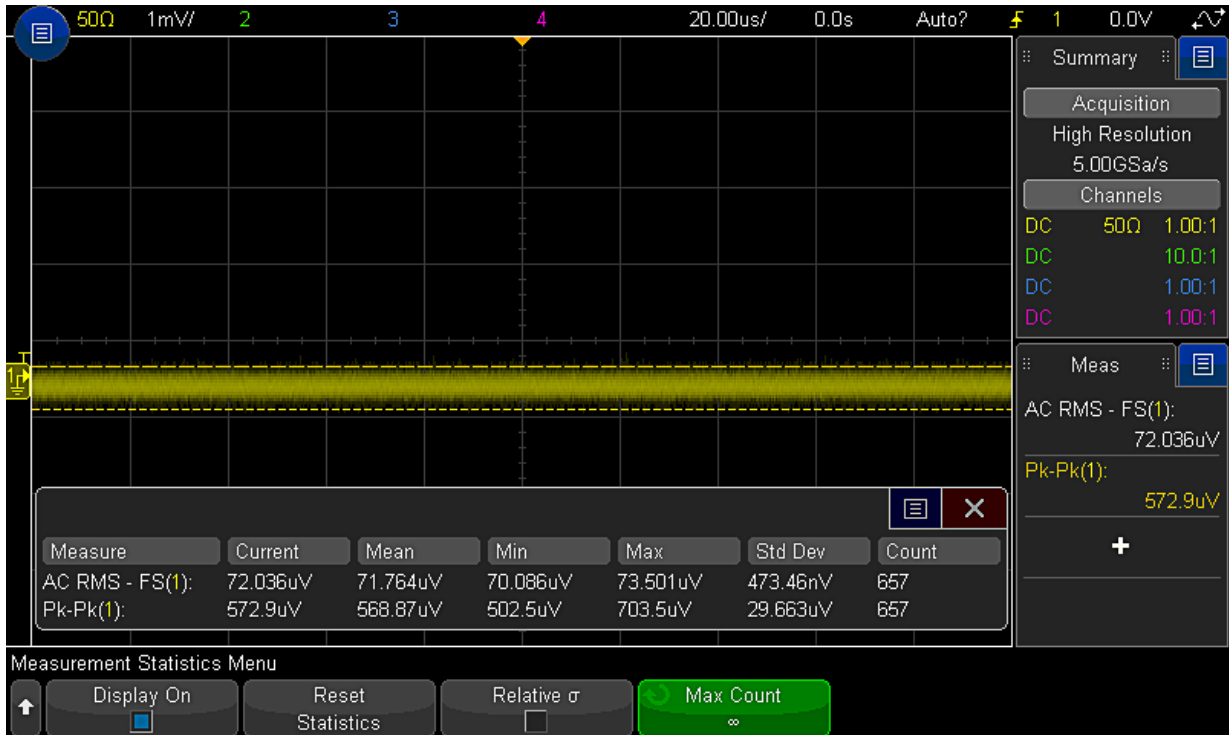 50Ω 1mV/ 2 3 4 20.00us/ 0.0s Auto? 1 0.0V
Summary
Acquisition
High Resolution
5.00GSa/s
Channels
DC 50Ω 1.00:1
DC 10.0:1
DC 1.00:1
DC 1.00:1
T
1
Meas
AC RMS - FS(1):
72.036uV
Pk-Pk(1):
572.9uV
+
Measure Current Mean Min Max Std Dev Count
AC RMS - FS(1): 72.036uV 71.764uV 70.086uV 73.501uV 473.46nV 657
Pk-Pk(1): 572.9uV 568.87uV 502.5uV 703.5uV 29.663uV 657
Measurement Statistics Menu
Display On
Reset
Statistics
Relative σ
Max Count
∞